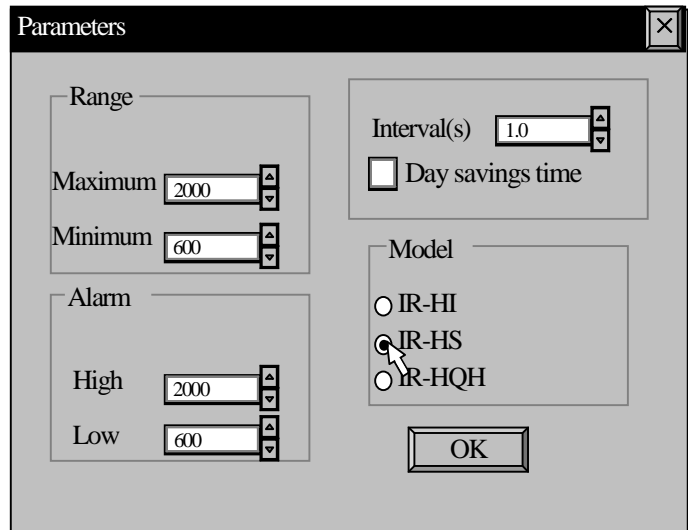 Parameters
Range
Maximum 2000
Minimum 600
Alarm
High 2000
Low 600
Interval(s) 1.0
Day savings time
Model
IR-HI
IR-HS
IR-HQH
OK